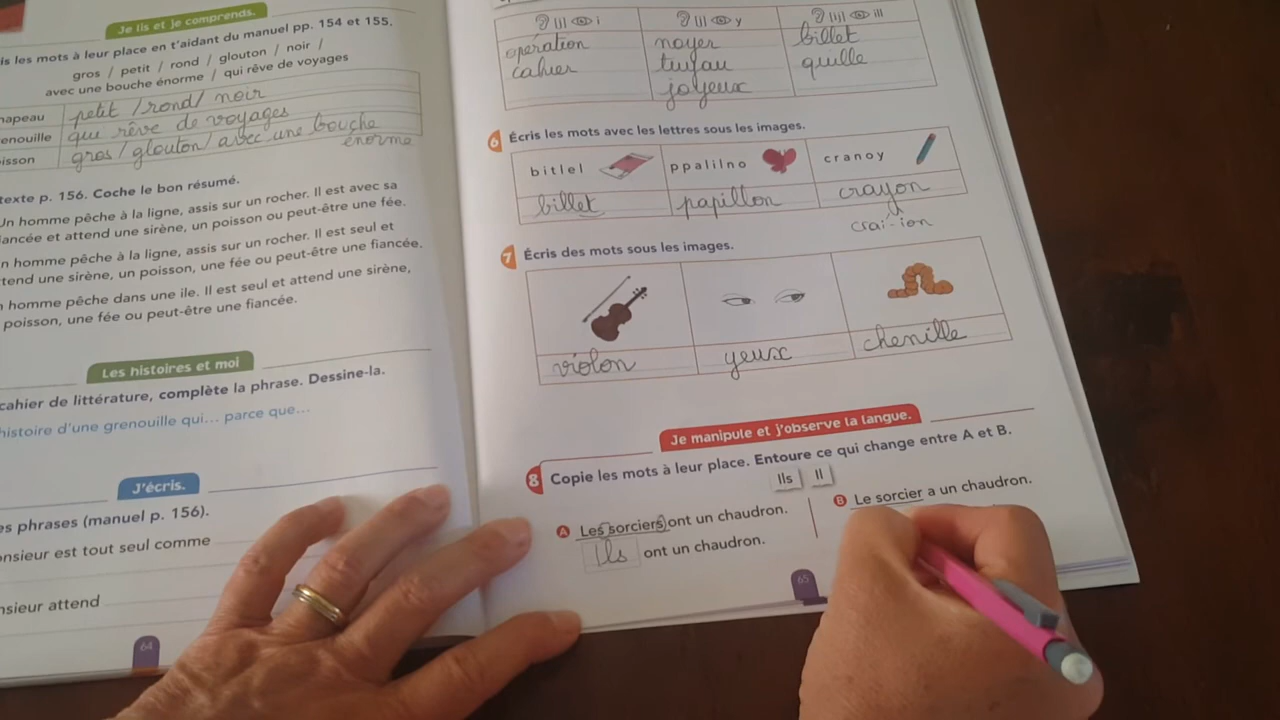 Je lis et je comprends.
is les mots à leur place en t'aidant du manuel pp. 154 et 155.
gros / petit / rond / glouton / noir /
avec une bouche énorme / qui rêve de voyages
hapeau petit / rond / noir
enouille que rêve de voyages
oisson gros / glouton / avec une bouche
énorme
texte p. 156. Coche le bon résumé.
Un homme pêche à la ligne, assis sur un rocher. Il est avec sa
iancée et attend une sirène, un poisson ou peut-être une fée.
n homme pêche à la ligne, assis sur un rocher. Il est seul et
ttend une sirène, un poisson, une fée ou peut-être une fiancée.
n homme pêche dans une ile. Il est seul et attend une sirène,
poisson, une fée ou peut-être une fiancée.
Les histoires et moi
cahier de littérature, complète la phrase. Dessine-la.
histoire d'une grenouille qui... parce que...
J'écris.
es phrases (manuel p. 156).
onsieur est tout seul comme
nsieur attend
64
i y ill
opération noyer billet
cahier tuyau quille
joyeux
6 Écris les mots avec les lettres sous les images.
bitlel ppalilno cranoy
billet papillon crayon
crai-ion
7 Écris des mots sous les images.
violon yeux chenille
Je manipule et j'observe la langue.
8 Copie les mots à leur place. Entoure ce qui change entre A et B.
Ils Il
A Les sorciers ont un chaudron.
Ils ont un chaudron.
B Le sorcier a un chaudron.
65